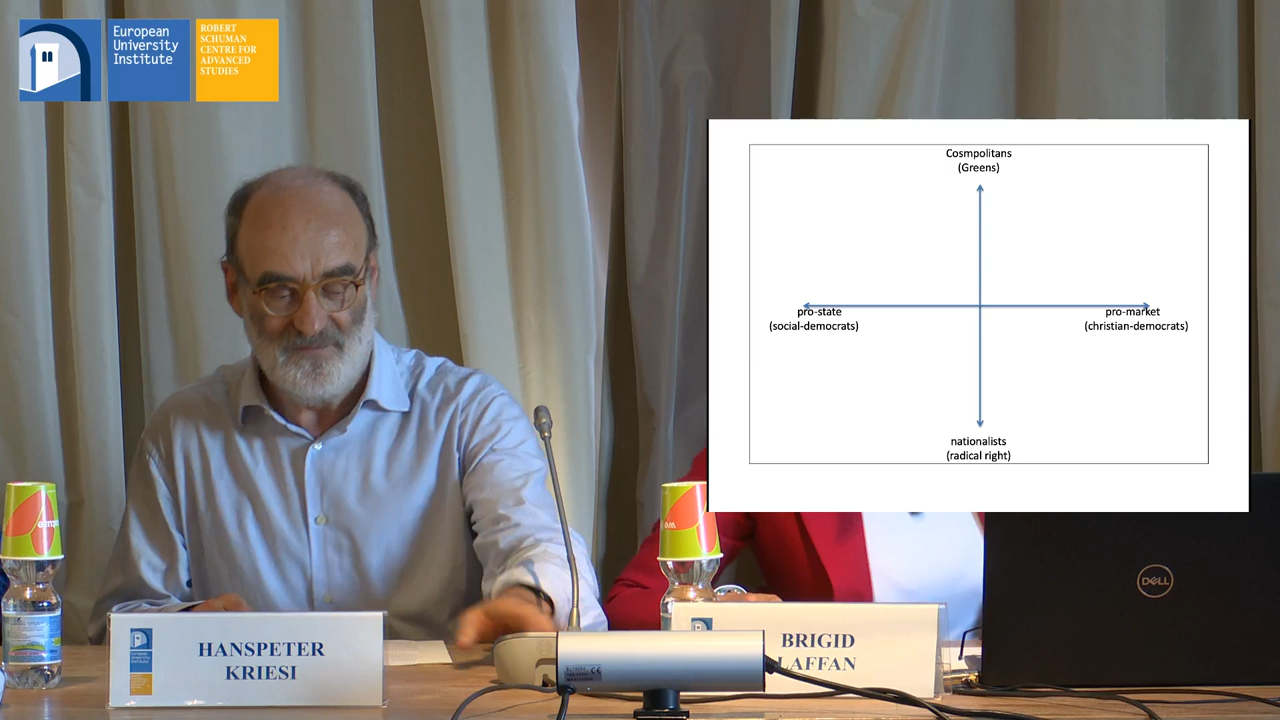 European
University
Institute
ROBERT
SCHUMAN
CENTRE FOR
ADVANCED
STUDIES
Cosmpolitans
(Greens)
pro-state
(social-democrats)
pro-market
(christian-democrats)
nationalists
(radical right)
HANSPETER
KRIESI
BRIGID
LAFFAN
DELL